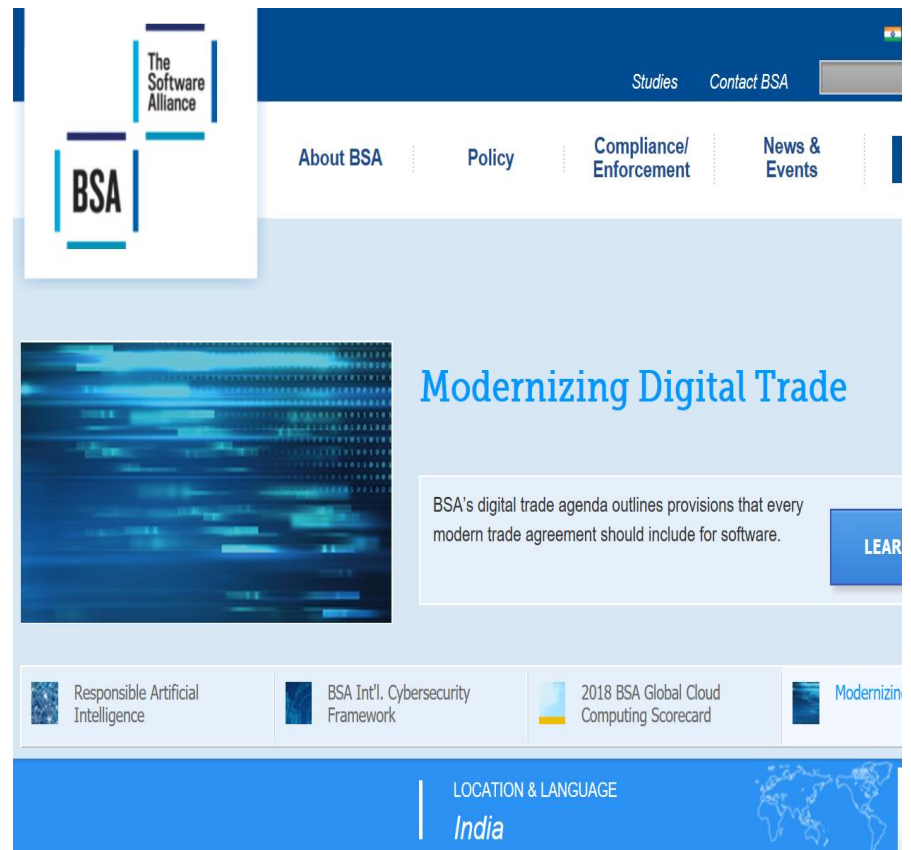 The
Software
Alliance
BSA
Studies
Contact BSA
About BSA
Policy
Compliance/
Enforcement
News &
Events
Modernizing Digital Trade
BSA's digital trade agenda outlines provisions that every
modern trade agreement should include for software.
LEAR
Responsible Artificial
Intelligence
BSA Int'l. Cybersecurity
Framework
2018 BSA Global Cloud
Computing Scorecard
Modernizin
LOCATION & LANGUAGE
India